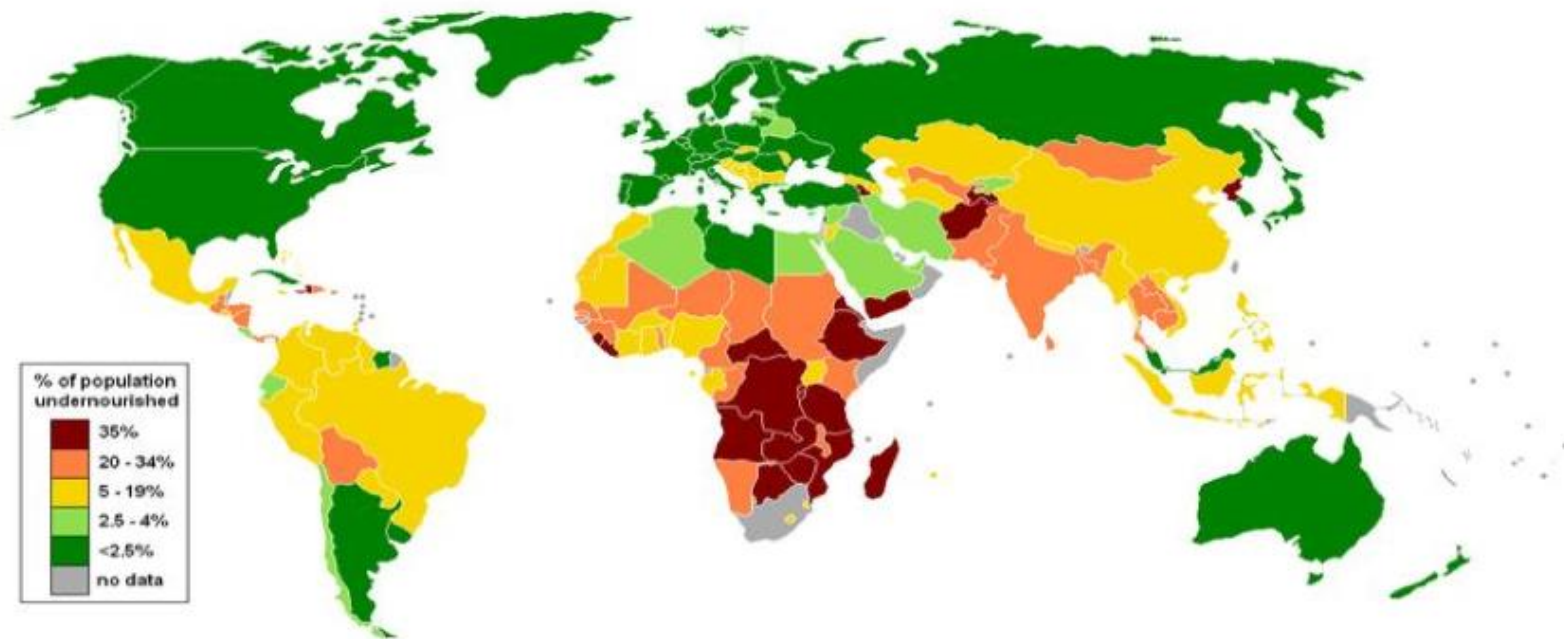 % of population
undernourished
35%
20 - 34%
5 - 19%
2.5 - 4%
<2.5%
no data